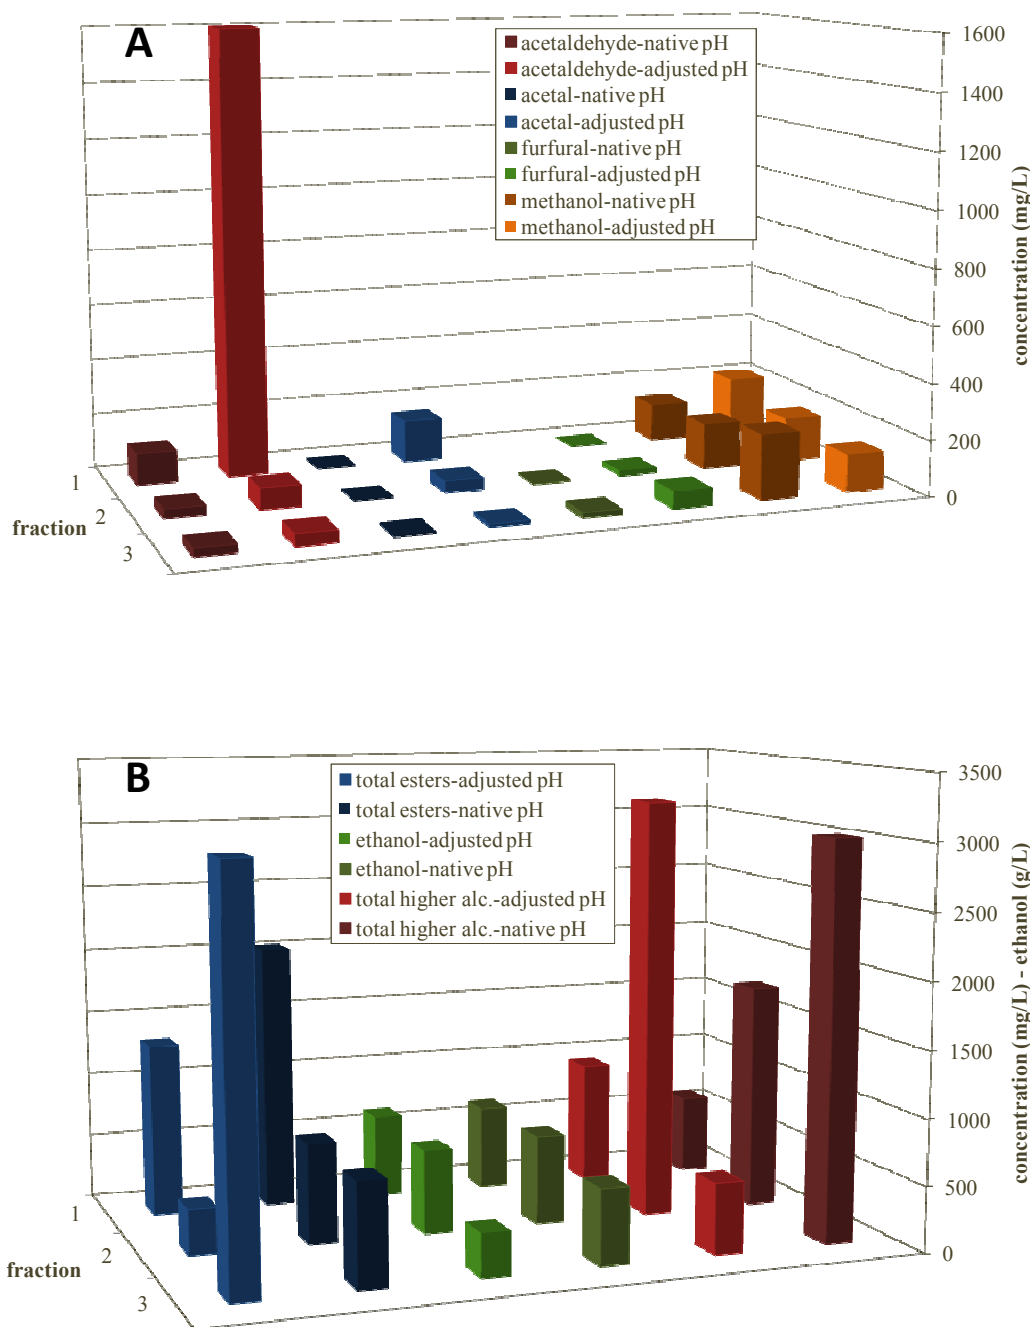 A
acetaldehyde-native pH
acetaldehyde-adjusted pH
acetal-native pH
acetal-adjusted pH
furfural-native pH
furfural-adjusted pH
methanol-native pH
methanol-adjusted pH
1600
1400
1200
1000
800
600
400
200
0
concentration (mg/L)
1
2
3
fraction
B
total esters-adjusted pH
total esters-native pH
ethanol-adjusted pH
ethanol-native pH
total higher alc.-adjusted pH
total higher alc.-native pH
3500
3000
2500
2000
1500
1000
500
0
concentration (mg/L) - ethanol (g/L)
1
2
3
fraction